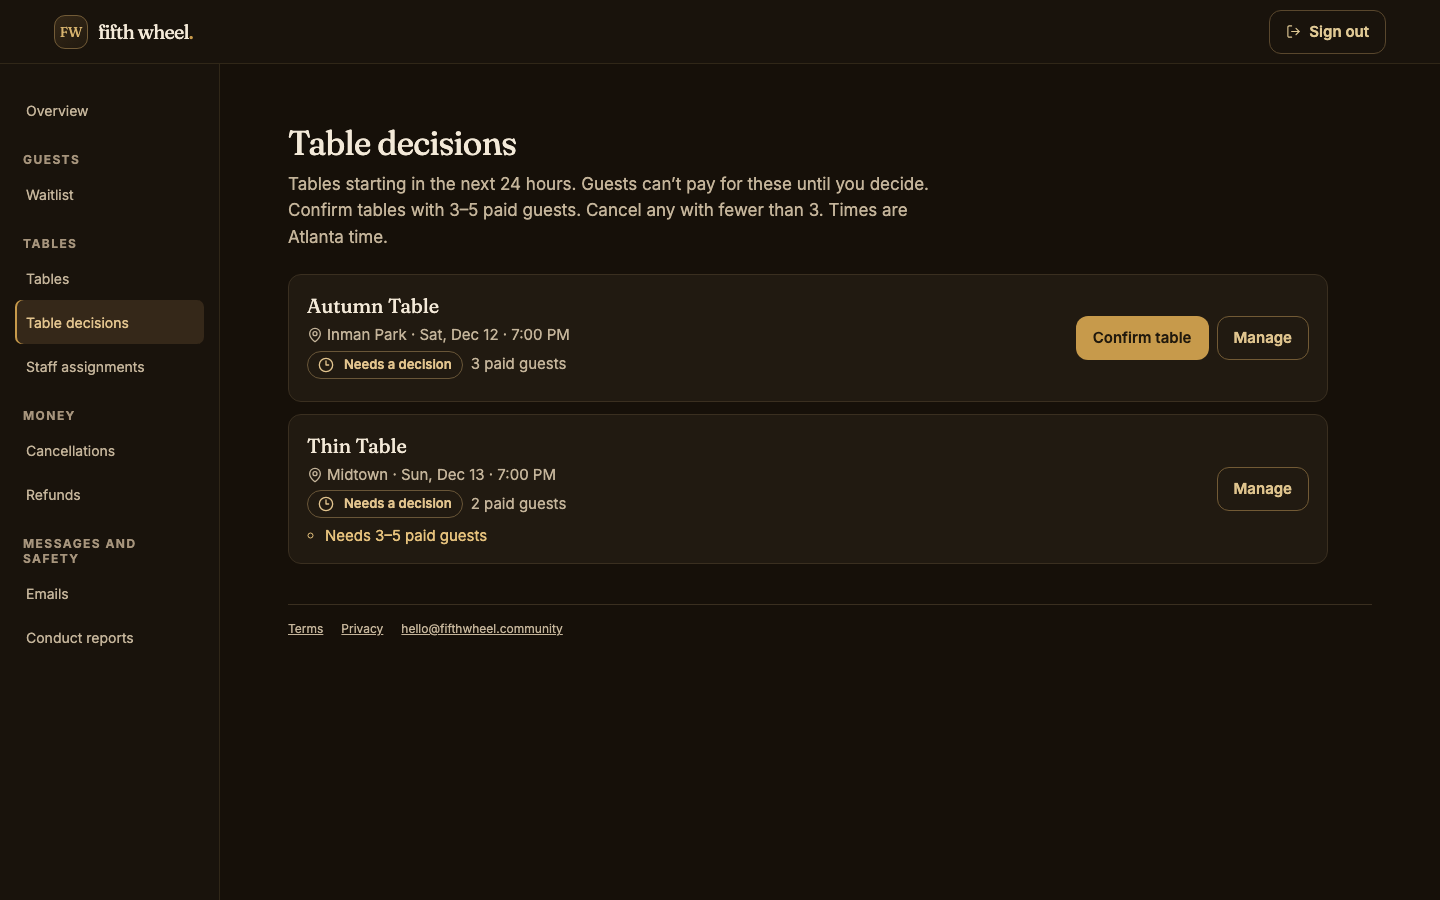 FW fifth wheel.
Sign out
Overview
GUESTS
Waitlist
TABLES
Tables
Table decisions
Staff assignments
MONEY
Cancellations
Refunds
MESSAGES AND
SAFETY
Emails
Conduct reports
Table decisions
Tables starting in the next 24 hours. Guests can’t pay for these until you decide.
Confirm tables with 3–5 paid guests. Cancel any with fewer than 3. Times are
Atlanta time.
Autumn Table
Inman Park · Sat, Dec 12 · 7:00 PM
Needs a decision 3 paid guests
Confirm table Manage
Thin Table
Midtown · Sun, Dec 13 · 7:00 PM
Needs a decision 2 paid guests
Needs 3–5 paid guests
Manage
Terms Privacy hello@fifthwheel.community